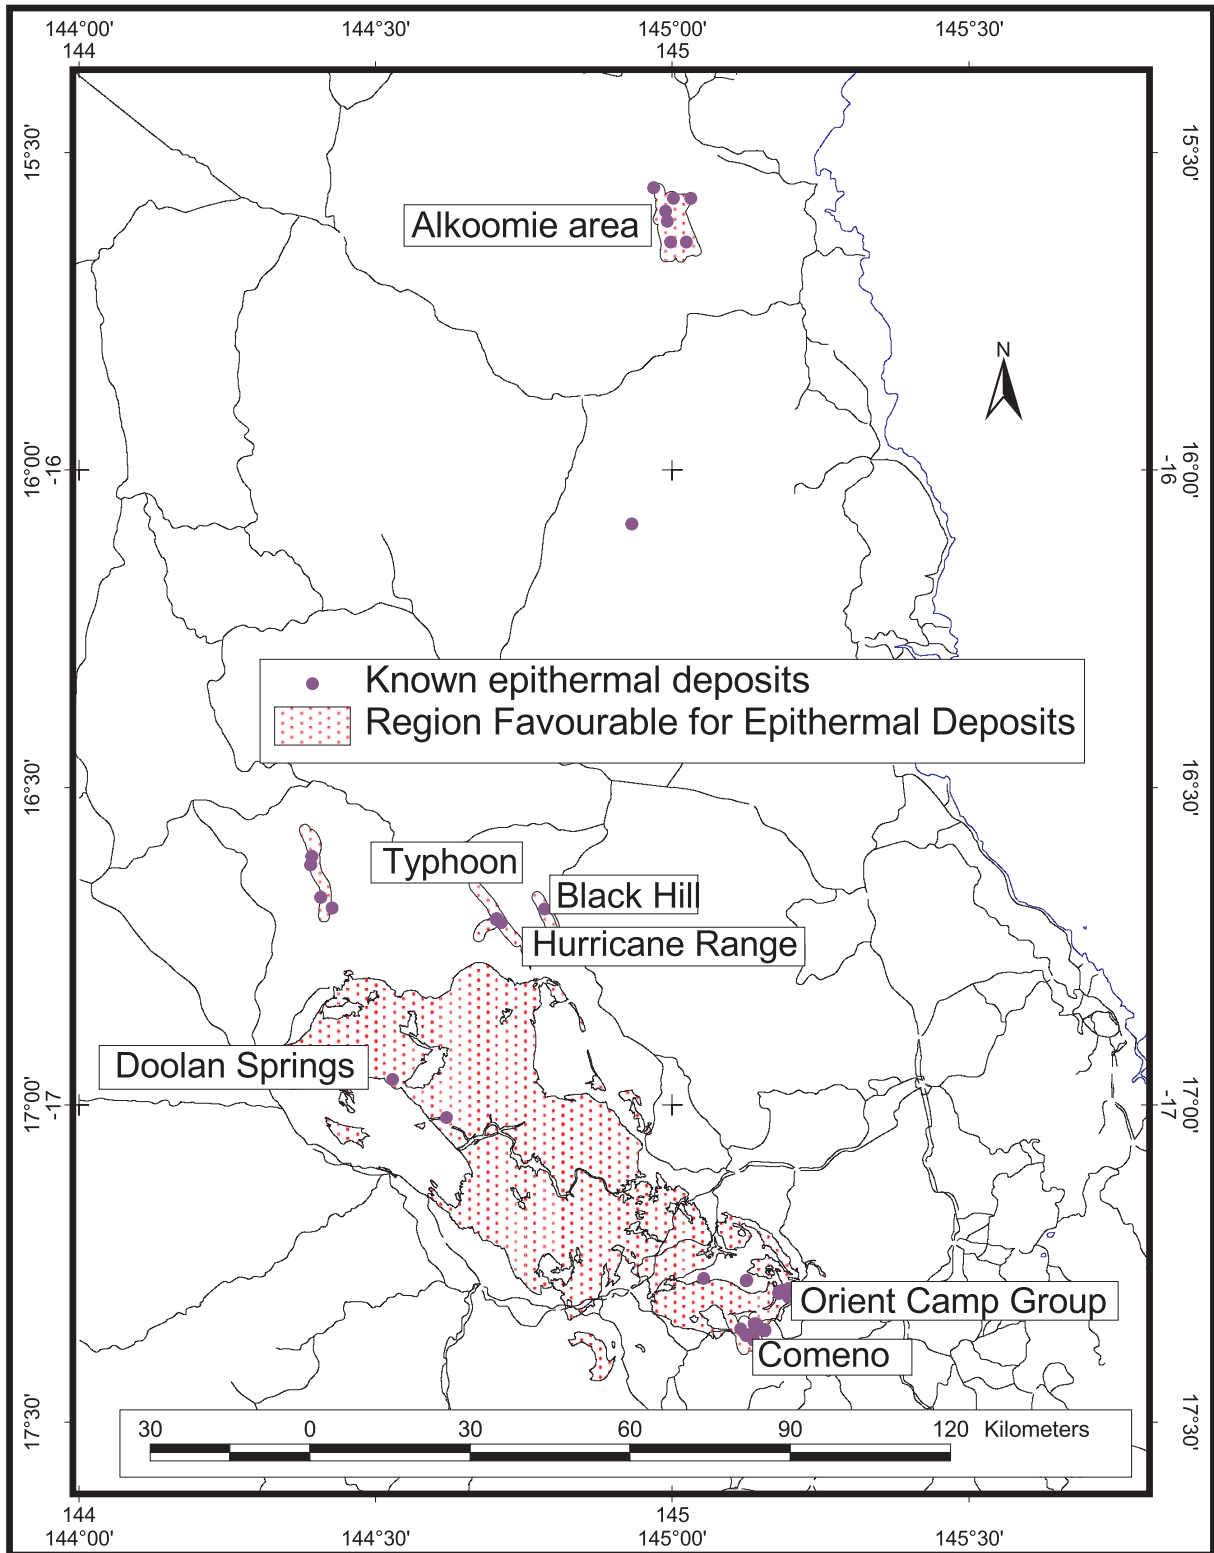 144°00' 144°30' 145°00' 145°30'
144 145
15°30' 15°30'
Alkoomie area
N
16°00' -16 -16 16°00'
Known epithermal deposits
Region Favourable for Epithermal Deposits
16°30' 16°30'
Typhoon
Black Hill
Hurricane Range
Doolan Springs
17°00' -17 -17 17°00'
Orient Camp Group
Comeno
17°30' 17°30'
30 0 30 60 90 120 Kilometers
144 145
144°00' 144°30' 145°00' 145°30'